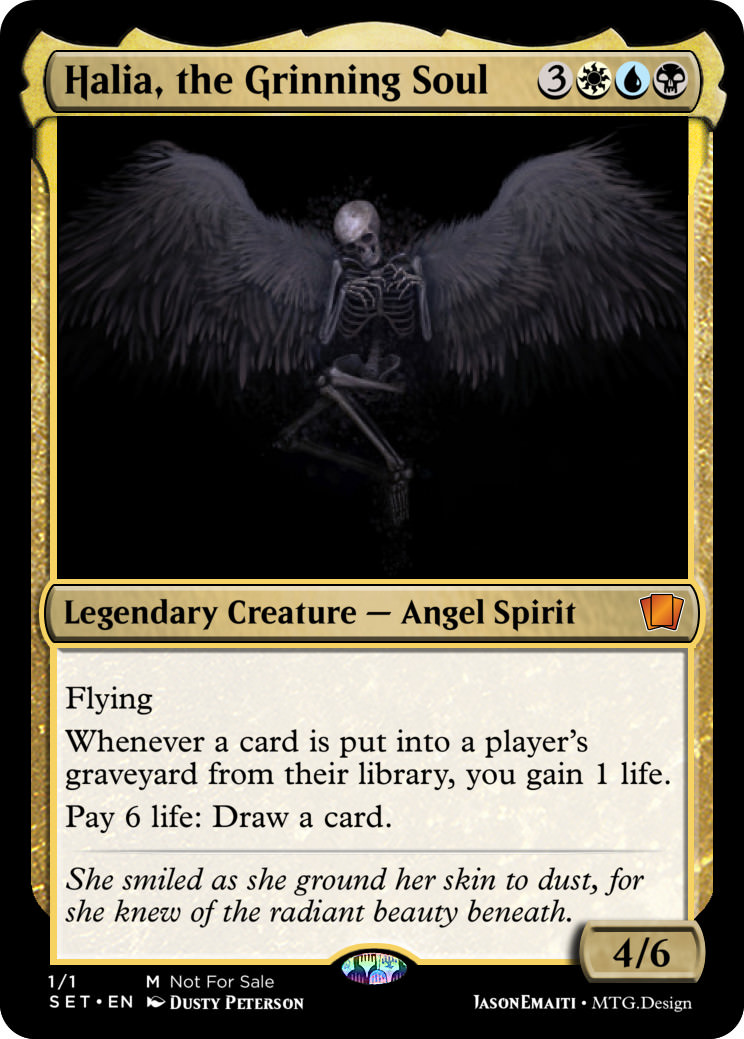 Halia, the Grinning Soul 3
Legendary Creature — Angel Spirit
Flying
Whenever a card is put into a player's
graveyard from their library, you gain 1 life.
Pay 6 life: Draw a card.
She smiled as she ground her skin to dust, for
she knew of the radiant beauty beneath.
4/6
1/1 M Not For Sale
SET • EN Dusty Peterson
JasonEmaiti • MTG.Design